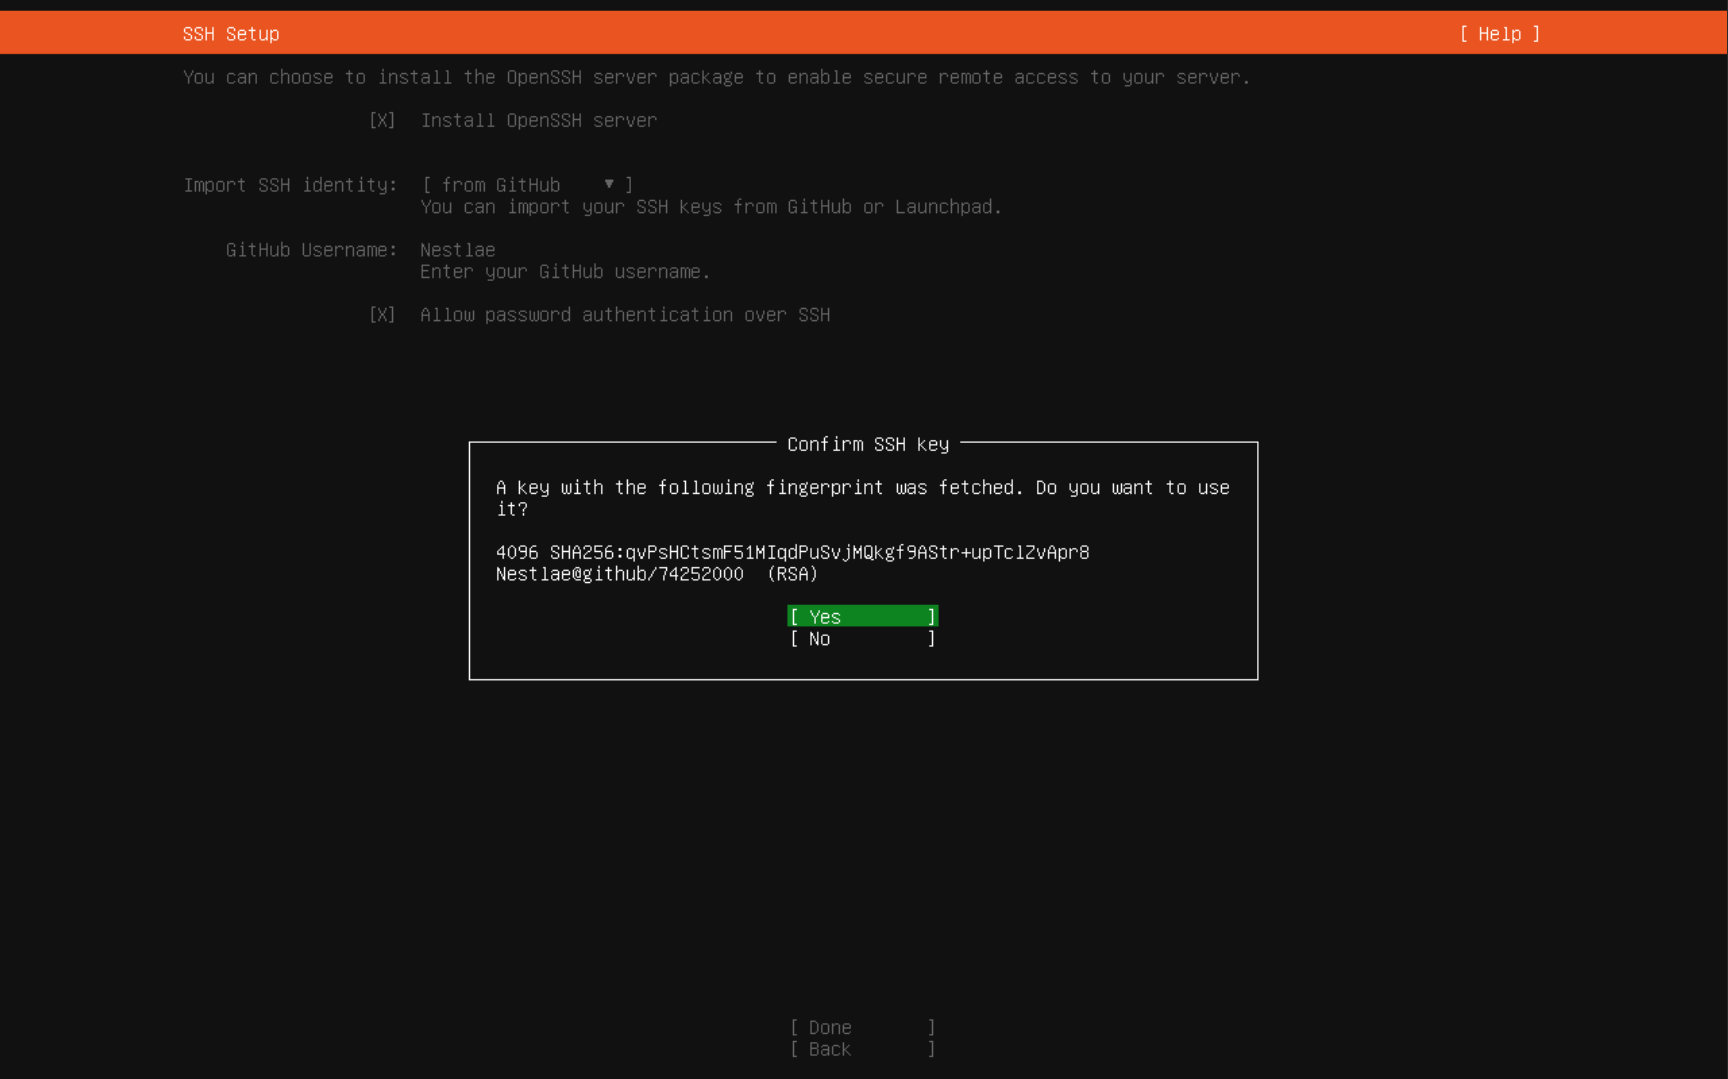 SSH Setup [ Help ]
You can choose to install the OpenSSH server package to enable secure remote access to your server.
[X] Install OpenSSH server
Import SSH identity: [ from GitHub ▾ ]
You can import your SSH keys from GitHub or Launchpad.
GitHub Username: Nestlae
Enter your GitHub username.
[X] Allow password authentication over SSH
Confirm SSH key
A key with the following fingerprint was fetched. Do you want to use
it?
4096 SHA256:qvPsHCtsmF51MIqdPuSvjMQkgf9AStr+upTclZvApr8
Nestlae@github/74252000 (RSA)
[ Yes ]
[ No ]
[ Done ]
[ Back ]